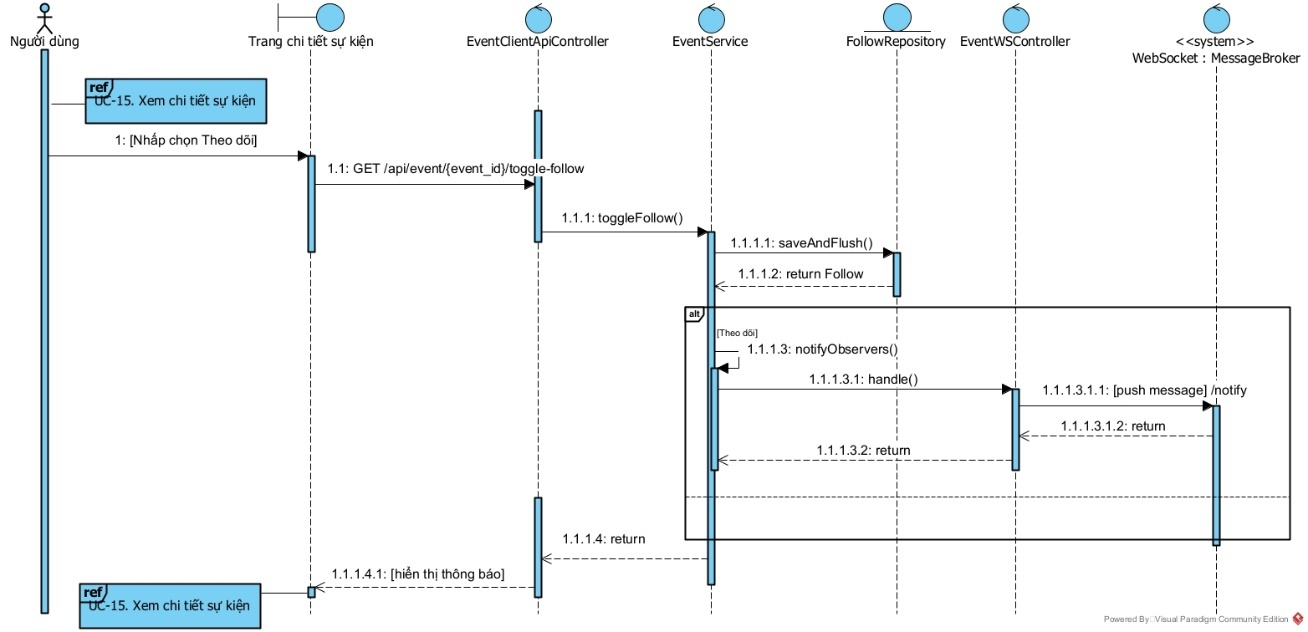 Người dùng
Trang chi tiết sự kiện
EventClientApiController
EventService
FollowRepository
EventWSController
<<system>>
WebSocket : MessageBroker
ref
UC-15. Xem chi tiết sự kiện
1: [Nhấp chọn Theo dõi]
1.1: GET /api/event/{event_id}/toggle-follow
1.1.1: toggleFollow()
1.1.1.1: saveAndFlush()
1.1.1.2: return Follow
alt
[Theo dõi]
1.1.1.3: notifyObservers()
1.1.1.3.1: handle()
1.1.1.3.1.1: [push message] /notify
1.1.1.3.1.2: return
1.1.1.3.2: return
1.1.1.4: return
1.1.1.4.1: [hiển thị thông báo]
ref
UC-15. Xem chi tiết sự kiện
Powered By Visual Paradigm Community Edition